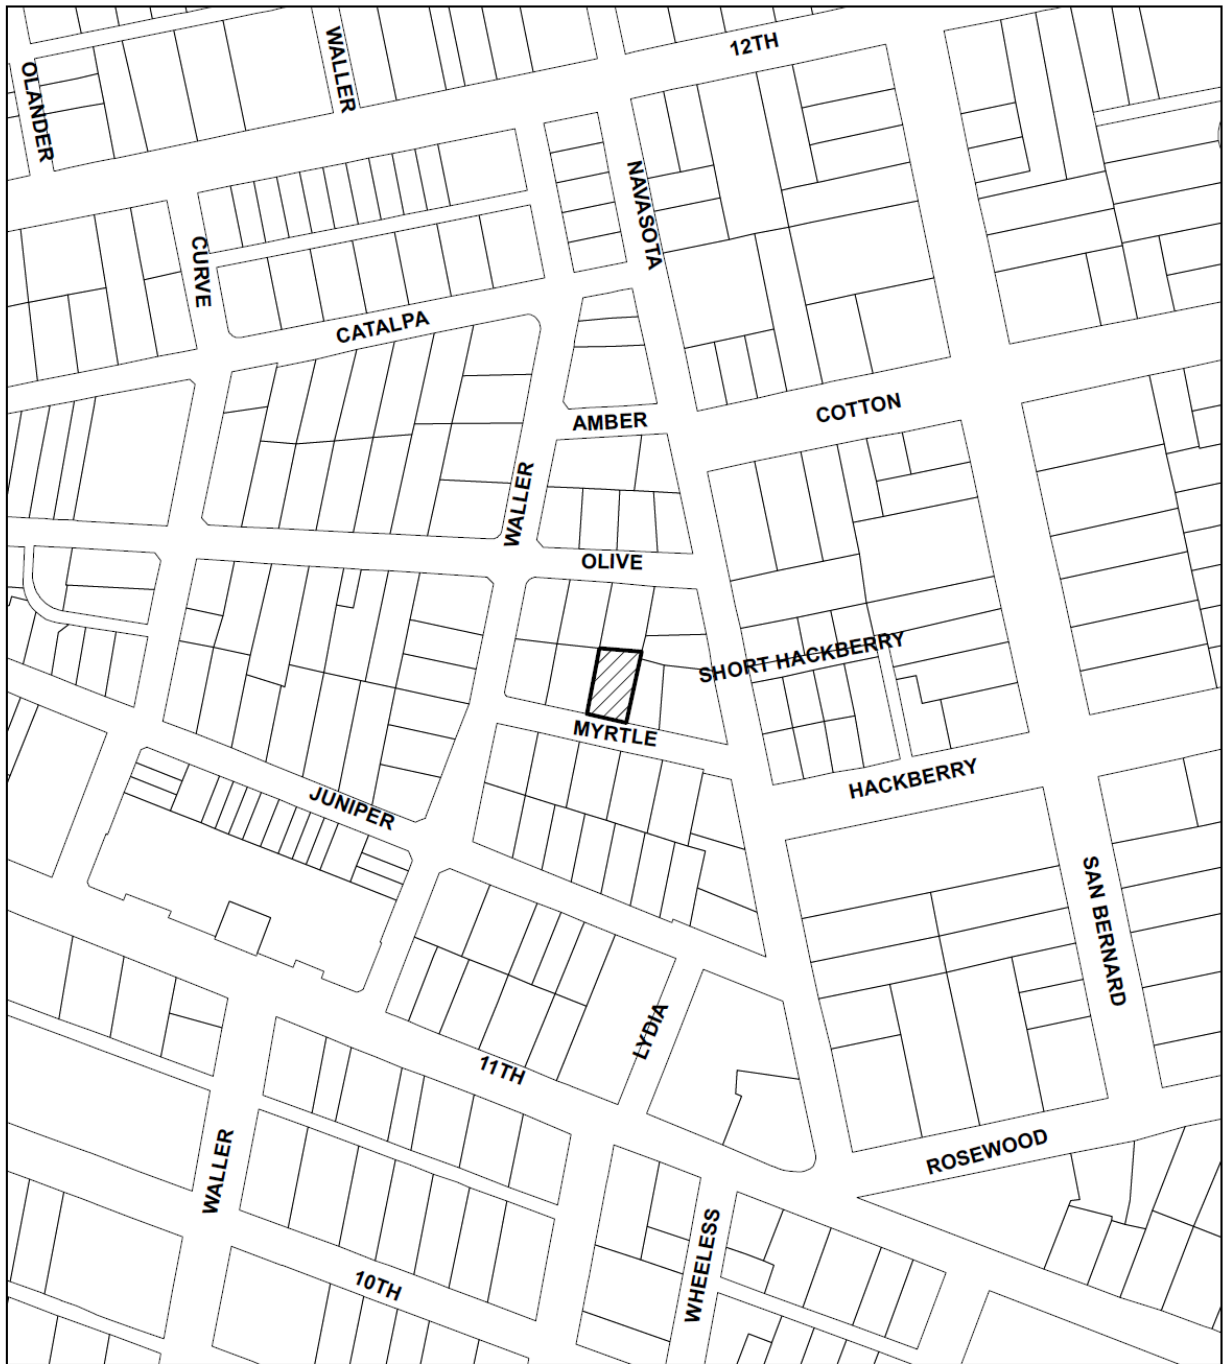 12TH
WALLER
OLANDER
NAVASOTA
CURVE
CATALPA
COTTON
AMBER
WALLER
OLIVE
SHORT HACKBERRY
MYRTLE
HACKBERRY
JUNIPER
SAN BERNARD
LYDIA
11TH
WALLER
ROSEWOOD
WHEELESS
10TH